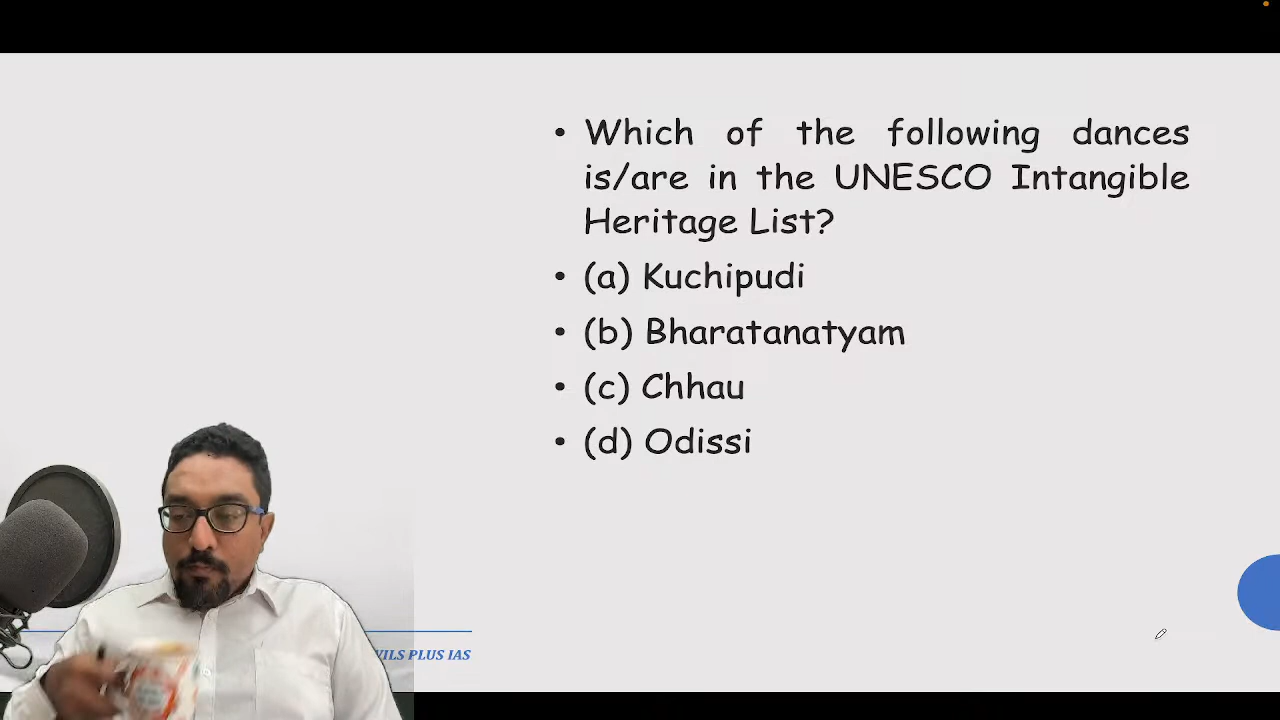 • Which of the following dances
is/are in the UNESCO Intangible
Heritage List?
• (a) Kuchipudi
• (b) Bharatanatyam
• (c) Chhau
• (d) Odissi
PLUS IAS